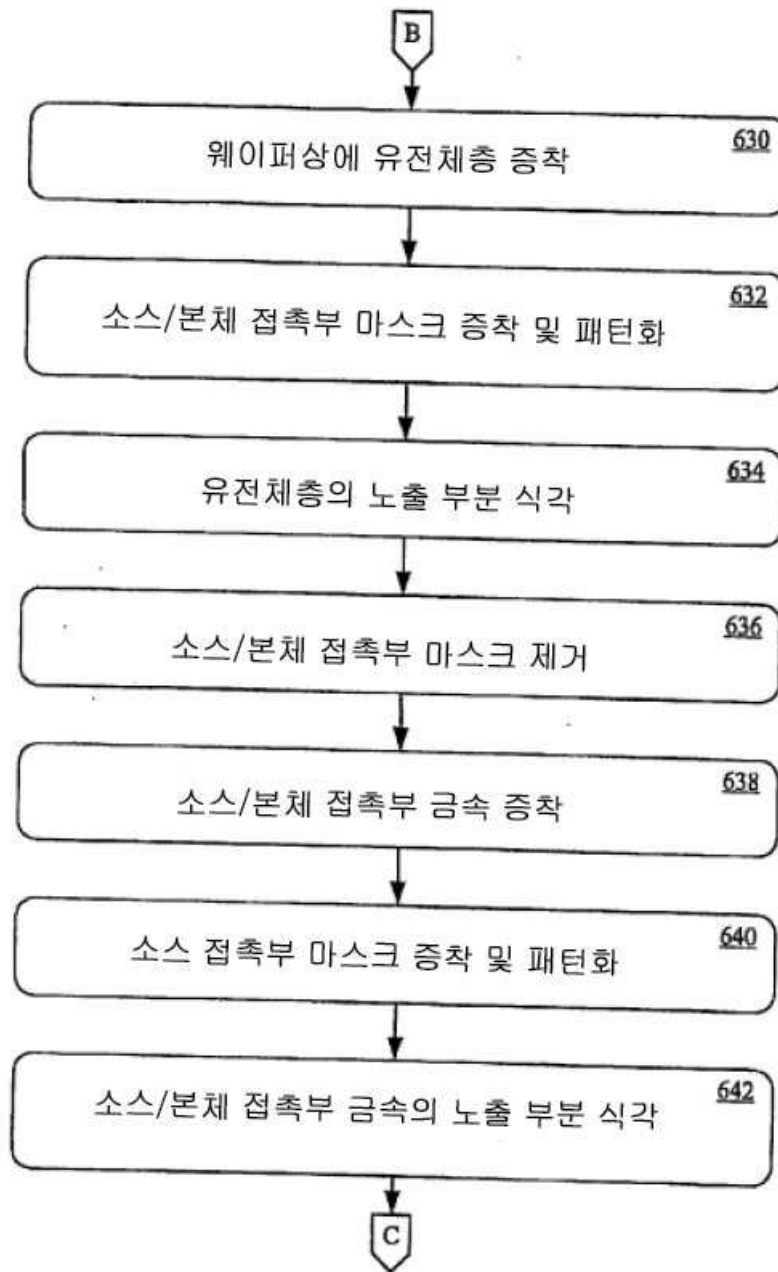 B
630
웨이퍼상에 유전체층 증착
632
소스/본체 접촉부 마스크 증착 및 패턴화
634
유전체층의 노출 부분 식각
636
소스/본체 접촉부 마스크 제거
638
소스/본체 접촉부 금속 증착
640
소스 접촉부 마스크 증착 및 패턴화
642
소스/본체 접촉부 금속의 노출 부분 식각
C